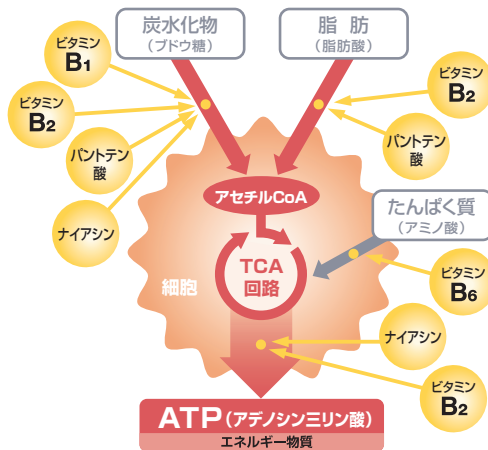 炭水化物
(ブドウ糖)
脂 肪
(脂肪酸)
ビタミン
B1
ビタミン
B2
パントテン
酸
ナイアシン
ビタミン
B2
パントテン
酸
アセチルCoA
たんぱく質
(アミノ酸)
TCA
回路
細胞
ビタミン
B6
ナイアシン
ビタミン
B2
ATP(アデノシン三リン酸)
エネルギー物質